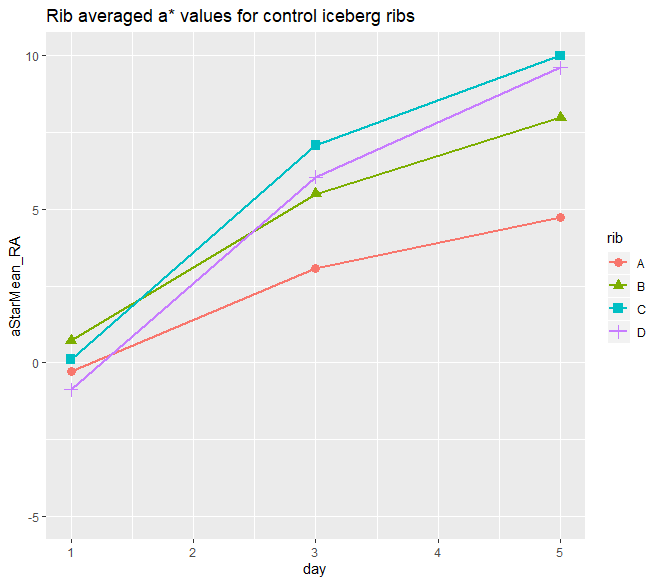 Rib averaged a* values for control iceberg ribs
aStarMean_RA
10
5
0
-5
1
2
3
4
5
day
rib
A
B
C
D